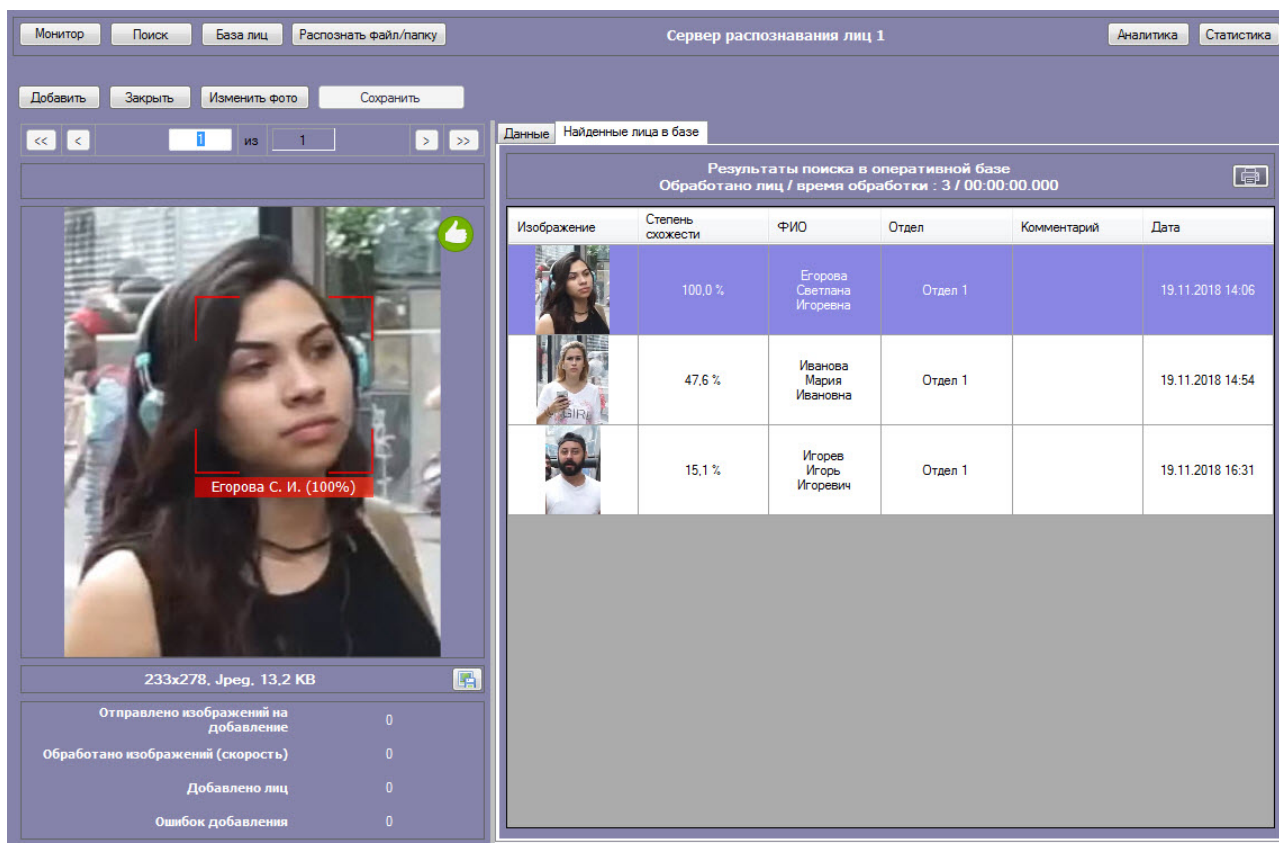 Монитор
Поиск
База лиц
Распознать файл/папку
Сервер распознавания лиц 1
Аналитика
Статистика
Добавить
Закрыть
Изменить фото
Сохранить
<<
<
1
из
1
>
>>
Данные
Найденные лица в базе
Результаты поиска в оперативной базе
Обработано лиц / время обработки : 3 / 00:00:00.000
Изображение
Степень
схожести
ФИО
Отдел
Комментарий
Дата
100,0 %
Егорова
Светлана
Игоревна
Отдел 1
19.11.2018 14:06
47,6 %
Иванова
Мария
Ивановна
Отдел 1
19.11.2018 14:54
15,1 %
Игорев
Игорь
Игоревич
Отдел 1
19.11.2018 16:31
Егорова С. И. (100%)
233x278, Jpeg, 13,2 KB
Отправлено изображений на
добавление
0
Обработано изображений (скорость)
0
Добавлено лиц
0
Ошибок добавления
0